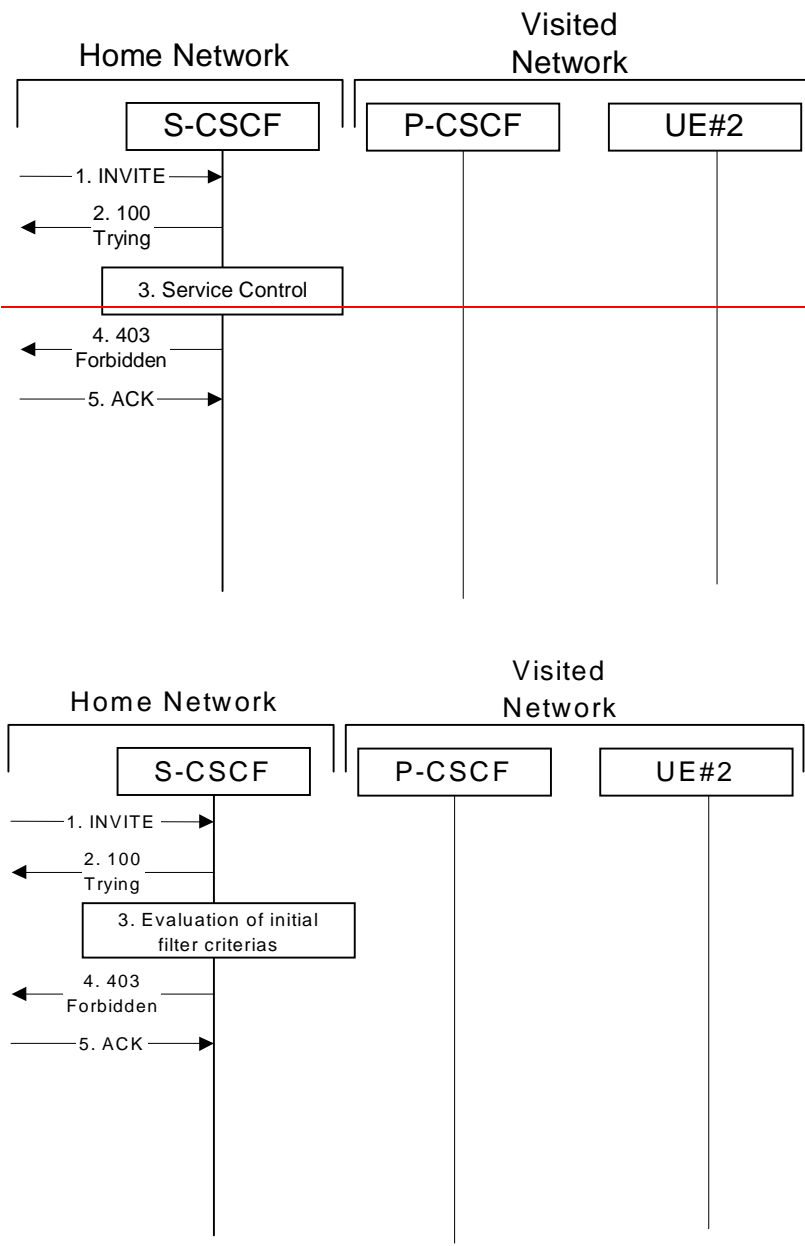 Home Network
Visited
Network
S-CSCF
P-CSCF
UE#2
1. INVITE
2. 100
Trying
3. Service Control
4. 403
Forbidden
5. ACK
Home Network
Visited
Network
S-CSCF
P-CSCF
UE#2
1. INVITE
2. 100
Trying
3. Evaluation of initial
filter criterias
4. 403
Forbidden
5. ACK